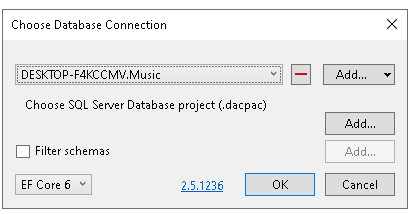 Choose Database Connection
DESKTOP-F4KCCMV.Music
Add...
Choose SQL Server Database project (.dacpac)
Add...
Filter schemas
Add...
EF Core 6
2.5.1236
OK
Cancel